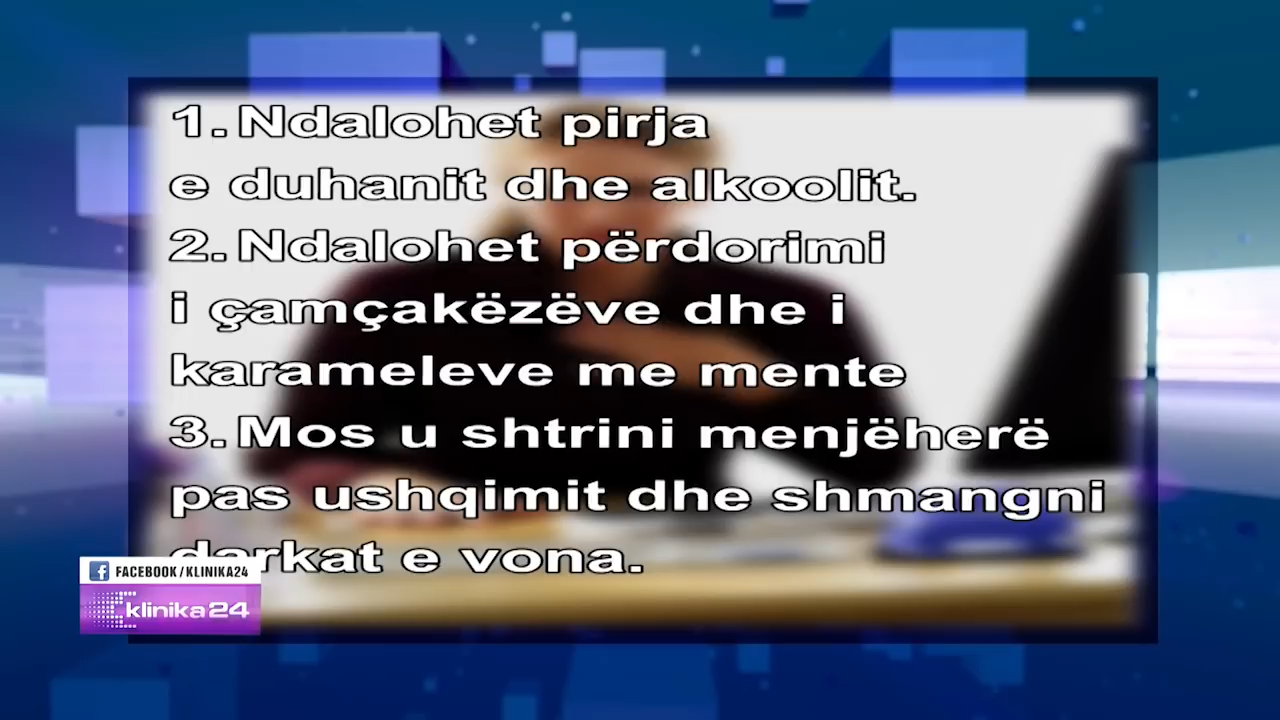 1. Ndalohet pirja
e duhanit dhe alkoolit.
2. Ndalohet përdorimi
i çamçakëzëve dhe i
karameleve me mente
3. Mos u shtrini menjëherë
pas ushqimit dhe shmangni
darkat e vona.
FACEBOOK/KLINIKA24
klinika24